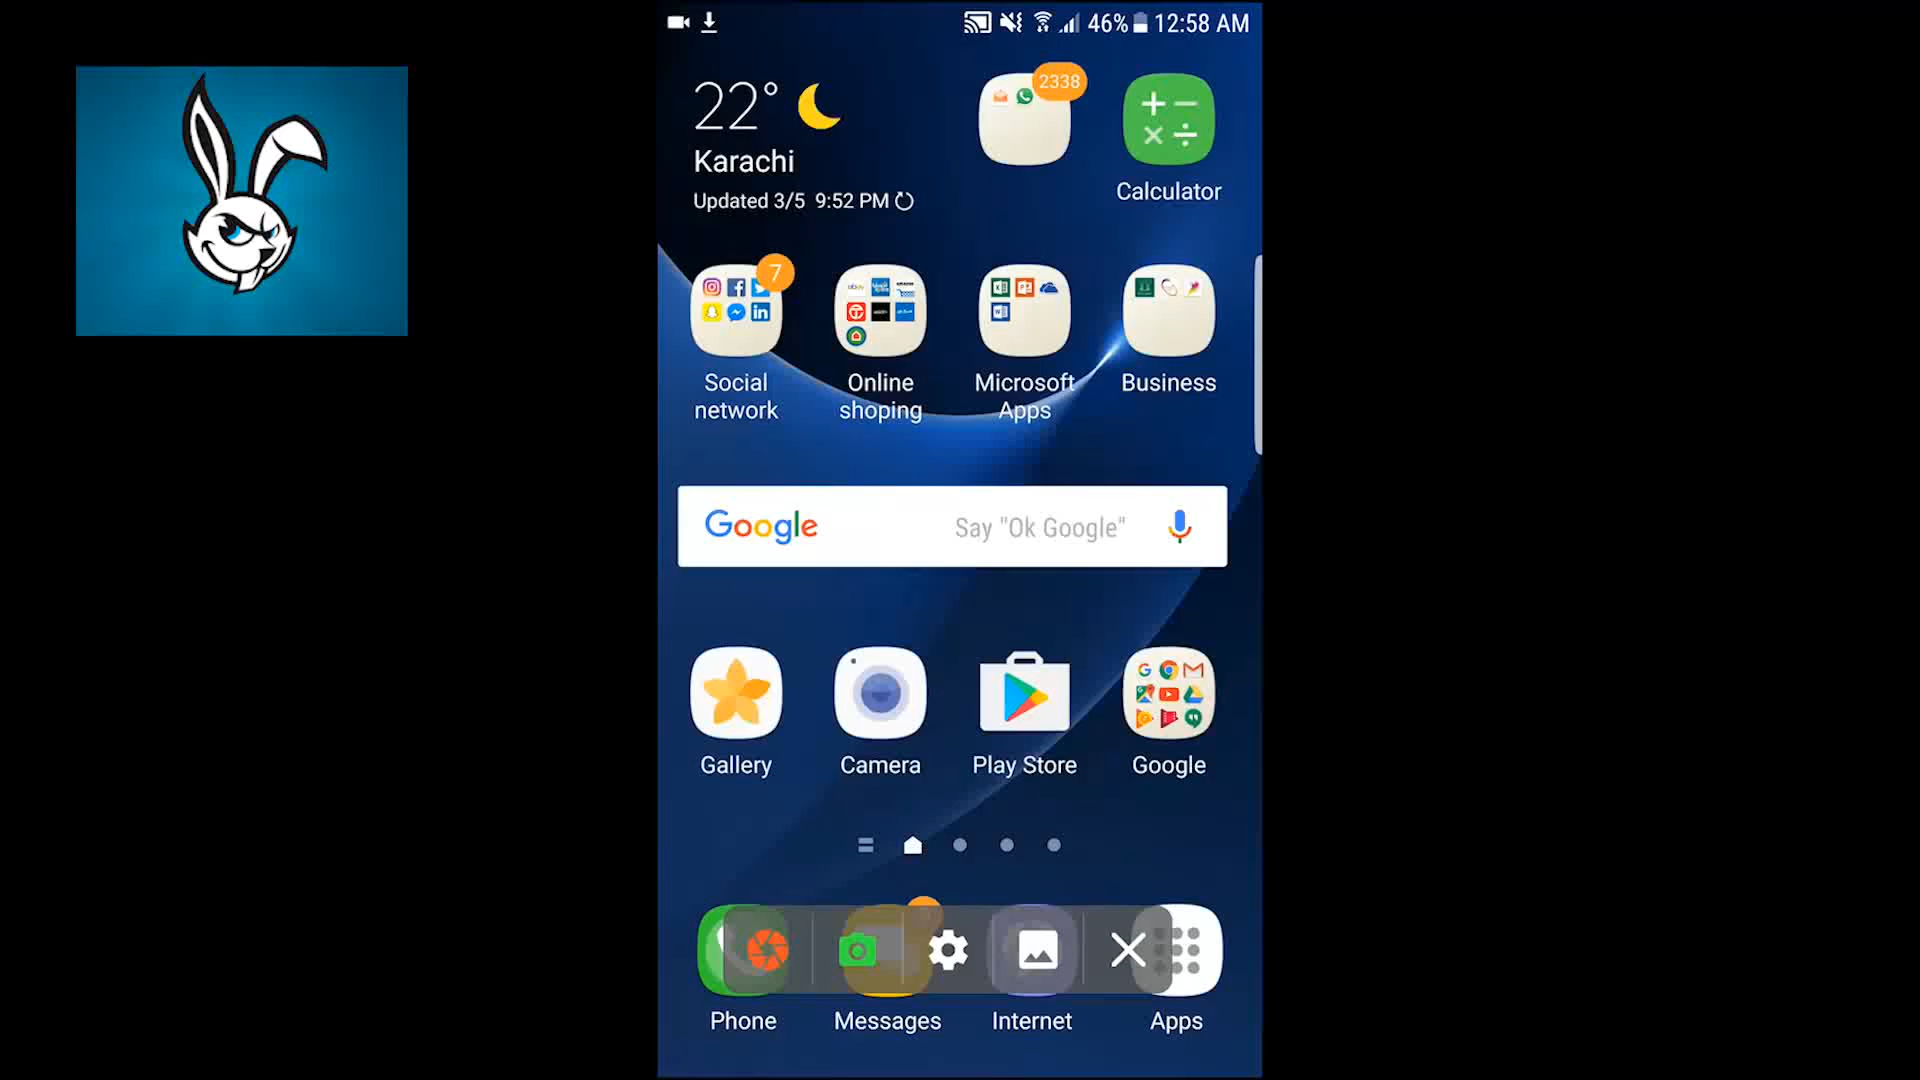 46% 12:58 AM
22°
2338
Karachi
Updated 3/5 9:52 PM
Calculator
7
Social network
Online shoping
Microsoft Apps
Business
Google
Say "Ok Google"
Gallery
Camera
Play Store
Google
Phone
Messages
Internet
Apps